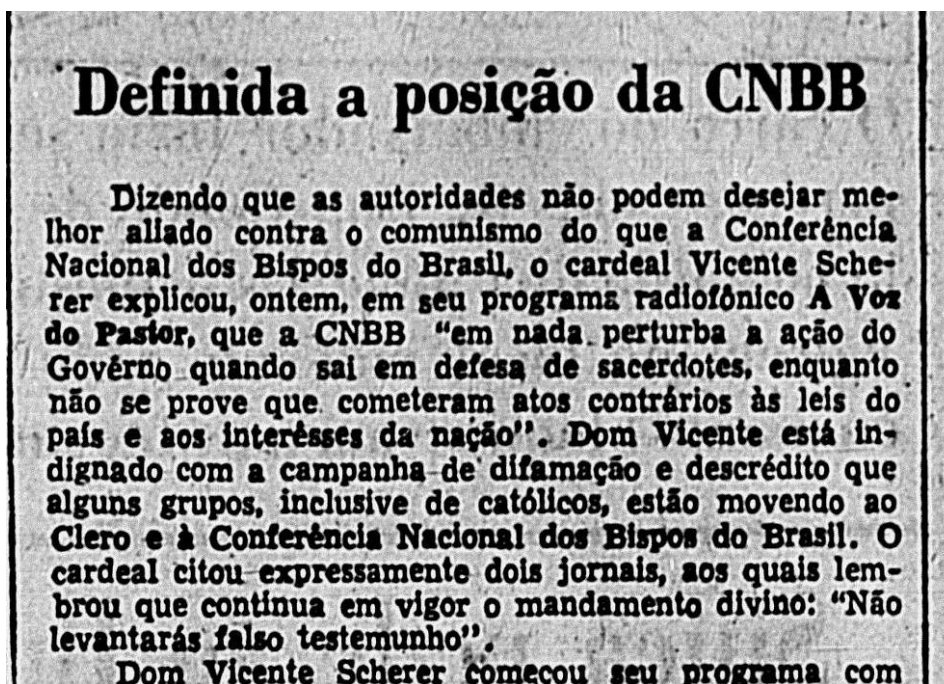 Definida a posição da CNBB
Dizendo que as autoridades não podem desejar me-
lhor aliado contra o comunismo do que a Conferência
Nacional dos Bispos do Brasil, o cardeal Vicente Sche-
rer explicou, ontem, em seu programa radiofônico A Voz
do Pastor, que a CNBB “em nada perturba a ação do
Govêrno quando sai em defesa de sacerdotes, enquanto
não se prove que cometeram atos contrários às leis do
país e aos interêsses da nação”. Dom Vicente está in-
dignado com a campanha de difamação e descrédito que
alguns grupos, inclusive de católicos, estão movendo ao
Clero e à Conferência Nacional dos Bispos do Brasil. O
cardeal citou expressamente dois jornais, aos quais lem-
brou que continua em vigor o mandamento divino: “Não
levantarás falso testemunho”.
Dom Vicente Scherer começou seu programa com